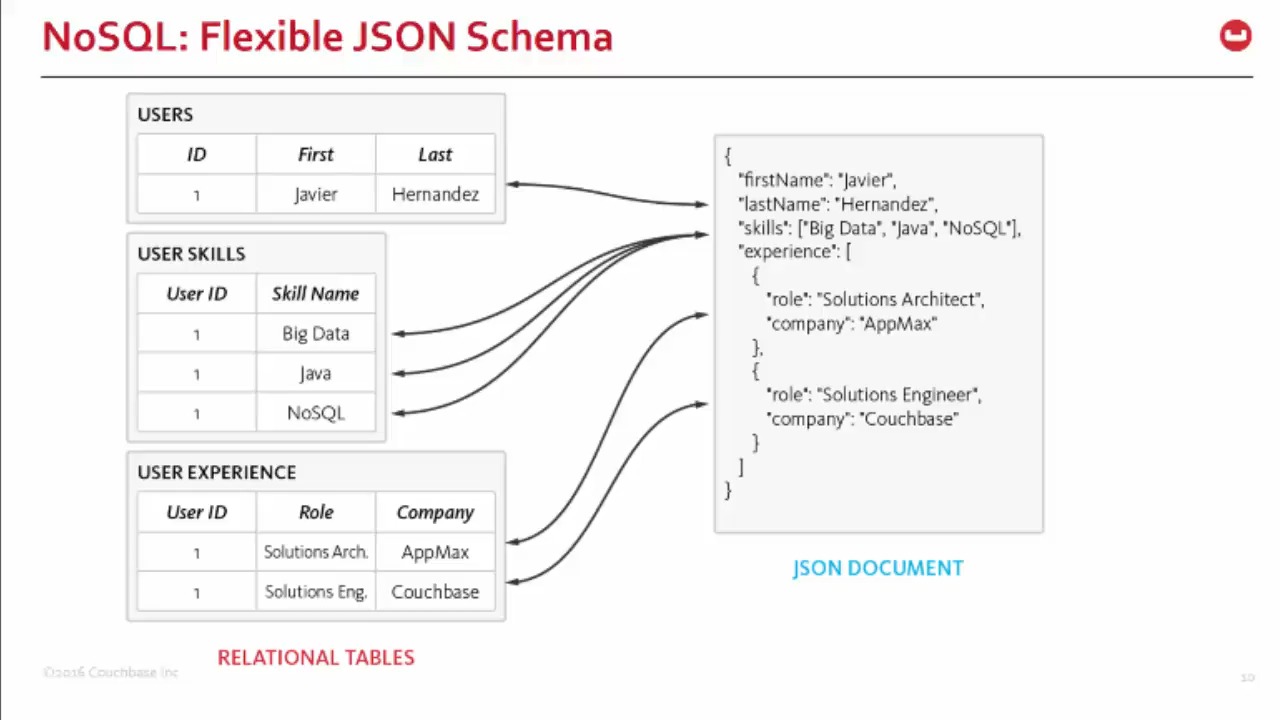 NoSQL: Flexible JSON Schema
USERS
ID First Last
1 Javier Hernandez
USER SKILLS
User ID Skill Name
1 Big Data
1 Java
1 NoSQL
USER EXPERIENCE
User ID Role Company
1 Solutions Arch. AppMax
1 Solutions Eng. Couchbase
RELATIONAL TABLES
{
"firstName": "Javier",
"lastName": "Hernandez",
"skills": ["Big Data", "Java", "NoSQL"],
"experience": [
{
"role": "Solutions Architect",
"company": "AppMax"
},
{
"role": "Solutions Engineer",
"company": "Couchbase"
}
]
}
JSON DOCUMENT
©2016 Couchbase Inc
10